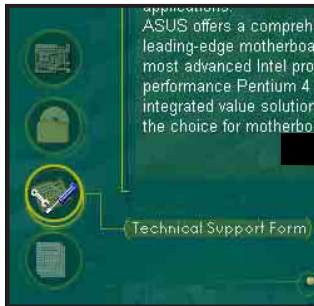 applications.
ASUS offers a compreh
leading-edge motherboa
most advanced Intel pro
performance Pentium 4
integrated value solution
the choice for motherbo
Technical Support Form